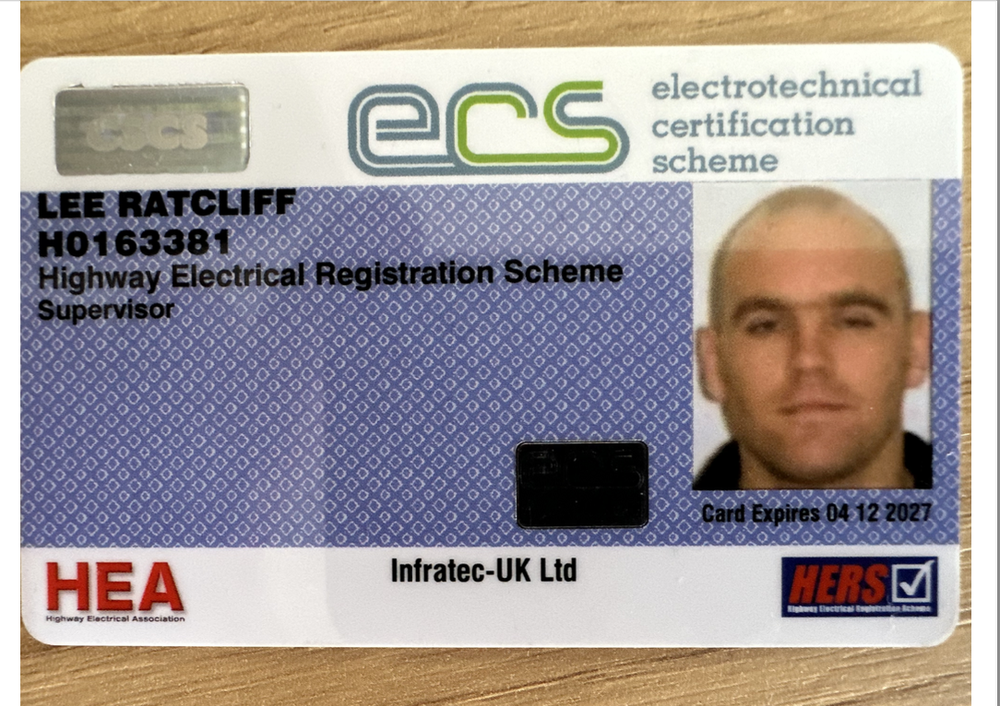 CSCS
ecs
electrotechnical
certification
scheme
LEE RATCLIFF
H0163381
Highway Electrical Registration Scheme
Supervisor
Card Expires 04 12 2027
HEA
Highway Electrical Association
Infratec-UK Ltd
HERS
Highway Electrical Registration Scheme